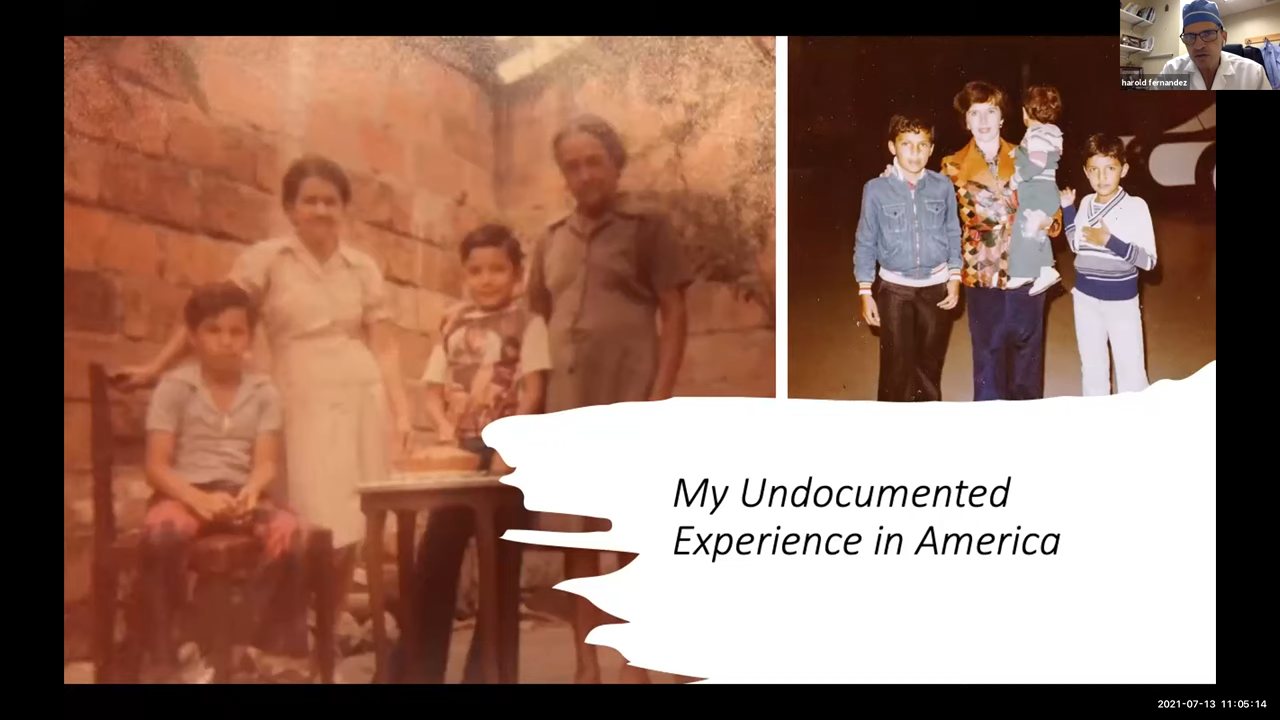 harold fernandez
My Undocumented
Experience in America
2021-07-13 11:05:14